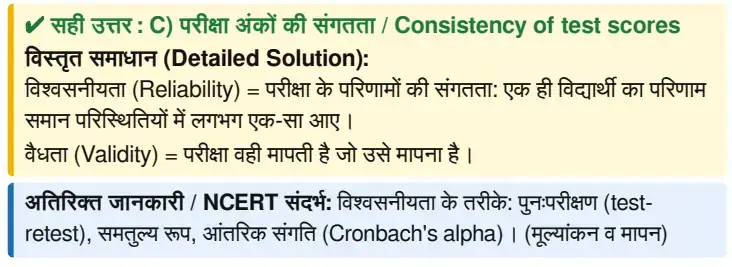 ✔ सही उत्तर : C) परीक्षा अंकों की संगतता / Consistency of test scores
विस्तृत समाधान (Detailed Solution):
विश्वसनीयता (Reliability) = परीक्षा के परिणामों की संगतता: एक ही विद्यार्थी का परिणाम
समान परिस्थितियों में लगभग एक-सा आए।
वैधता (Validity) = परीक्षा वही मापती है जो उसे मापना है।
अतिरिक्त जानकारी / NCERT संदर्भ: विश्वसनीयता के तरीके: पुनःपरीक्षण (test-
retest), समतुल्य रूप, आंतरिक संगति (Cronbach's alpha)। (मूल्यांकन व मापन)